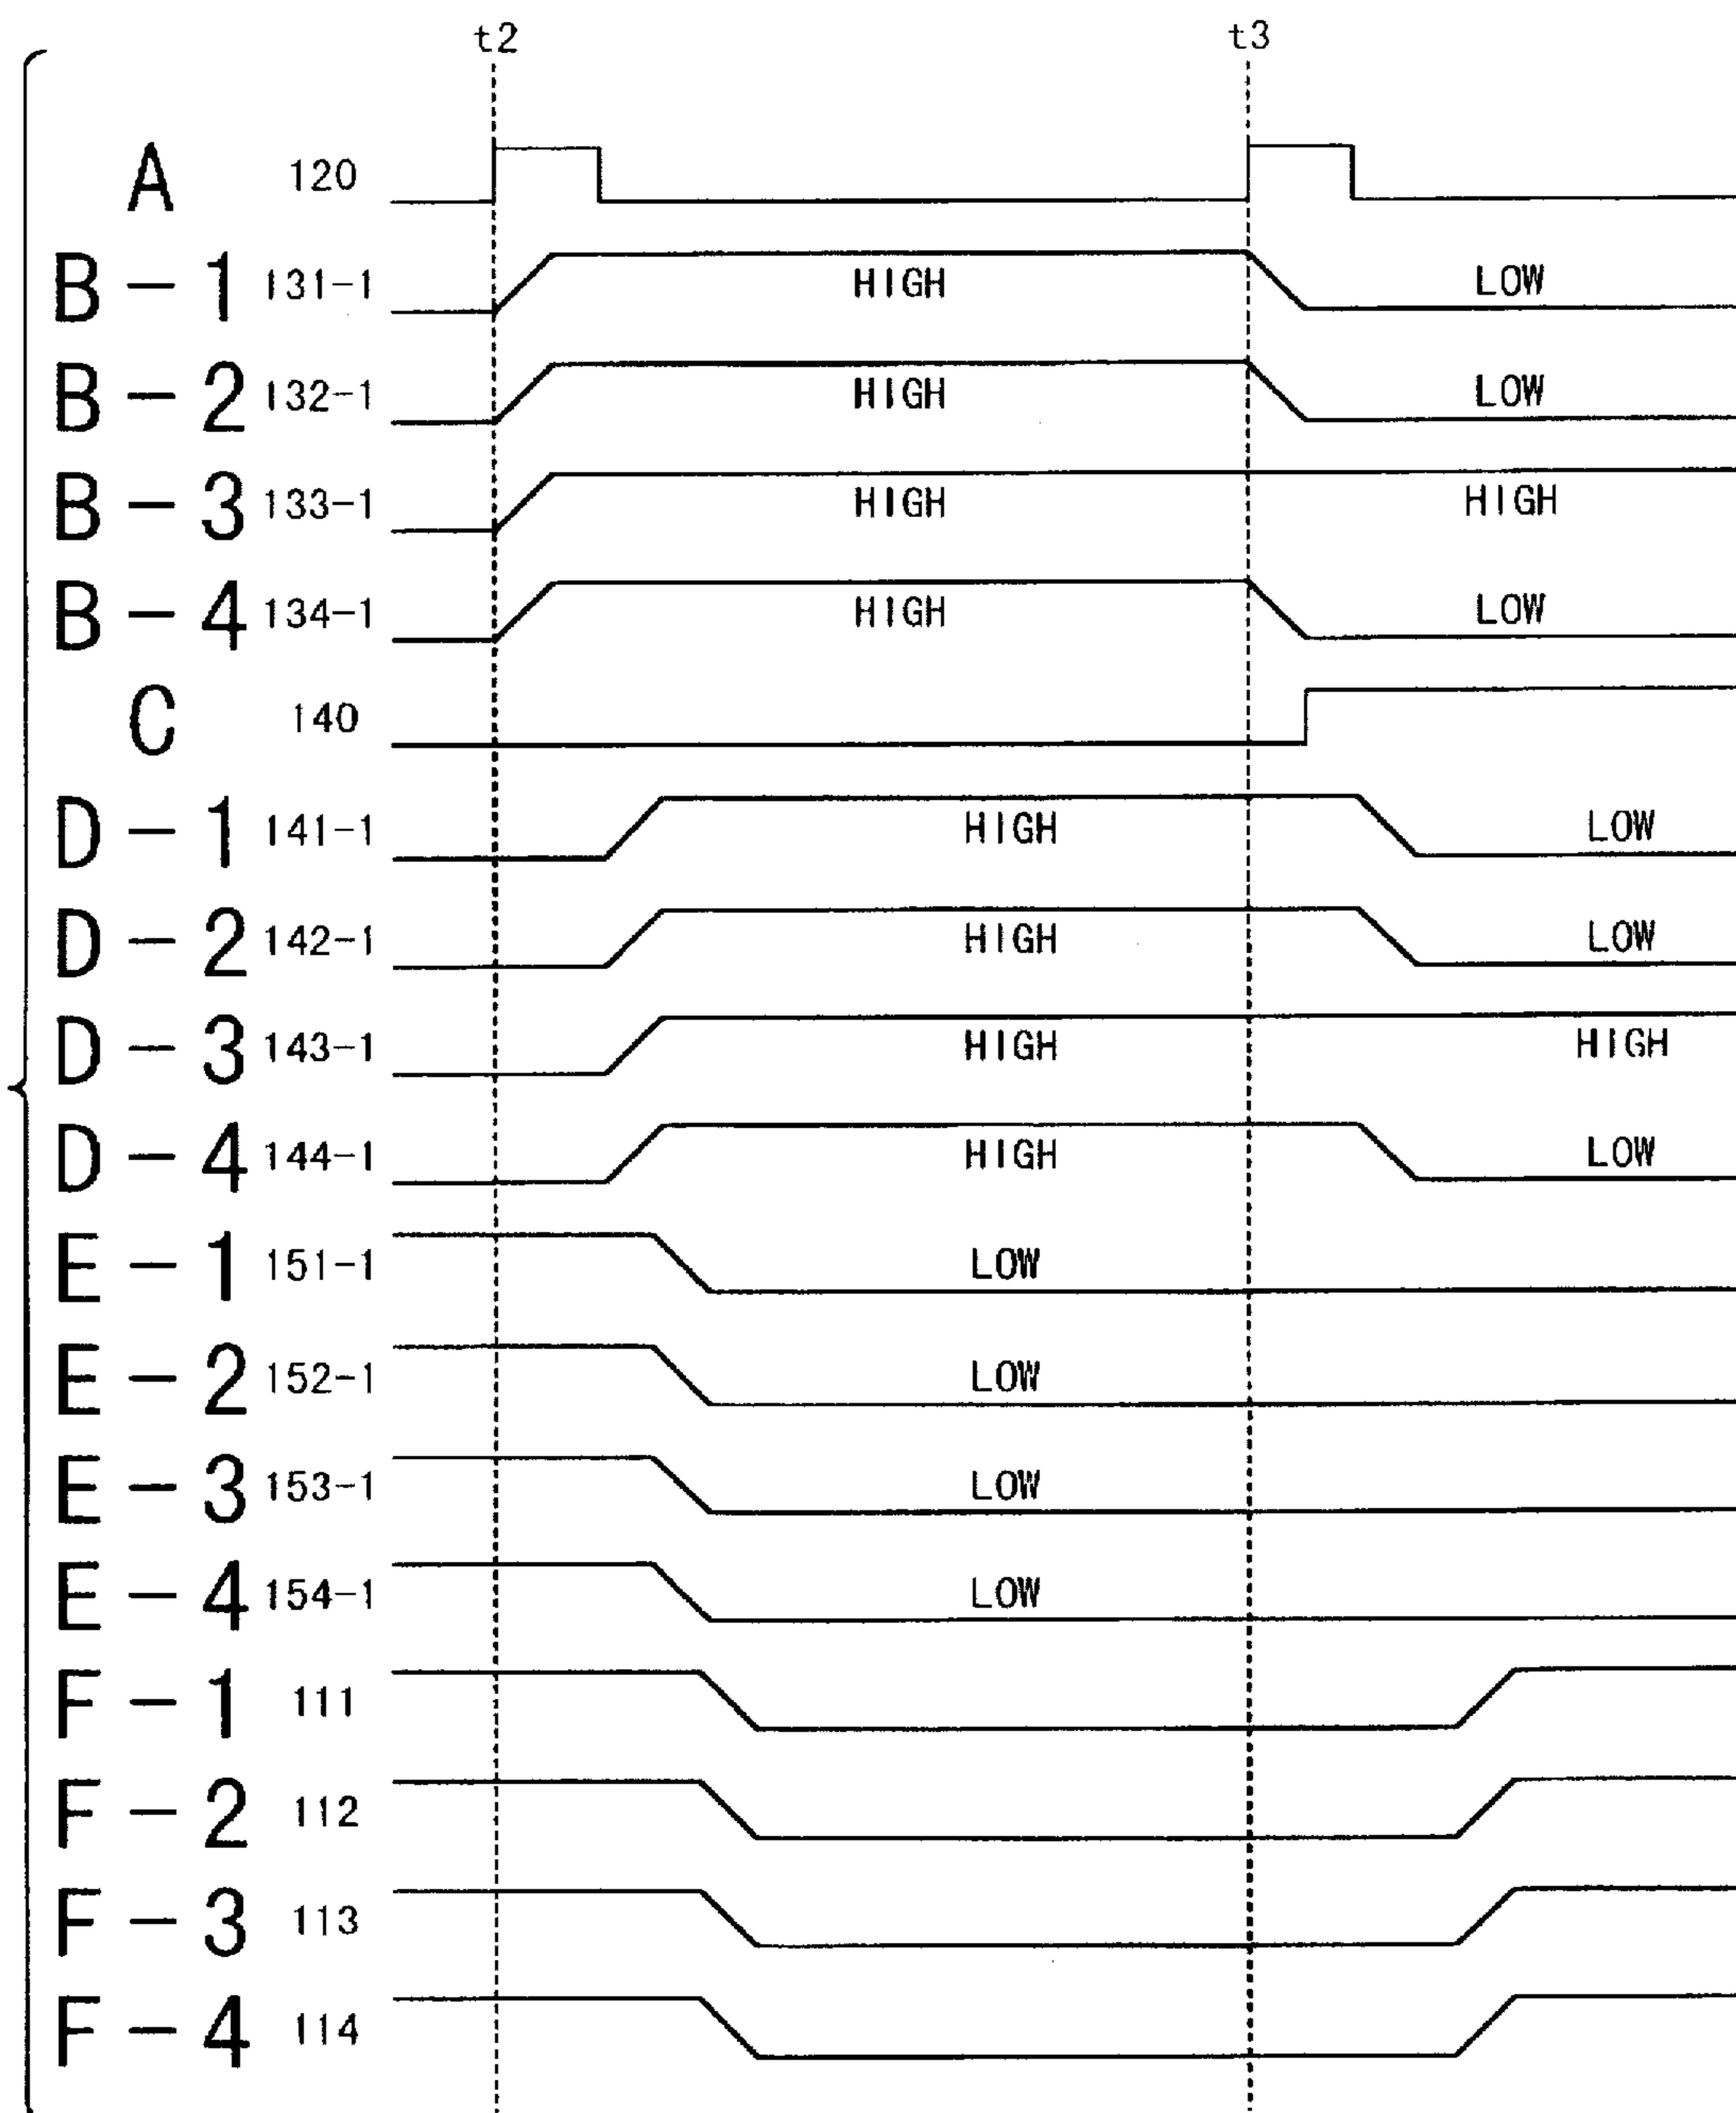 t2 t3
A 120
B-1 131-1 HIGH LOW
B-2 132-1 HIGH LOW
B-3 133-1 HIGH HIGH
B-4 134-1 HIGH LOW
C 140
D-1 141-1 HIGH LOW
D-2 142-1 HIGH LOW
D-3 143-1 HIGH HIGH
D-4 144-1 HIGH LOW
E-1 151-1 LOW
E-2 152-1 LOW
E-3 153-1 LOW
E-4 154-1 LOW
F-1 111
F-2 112
F-3 113
F-4 114